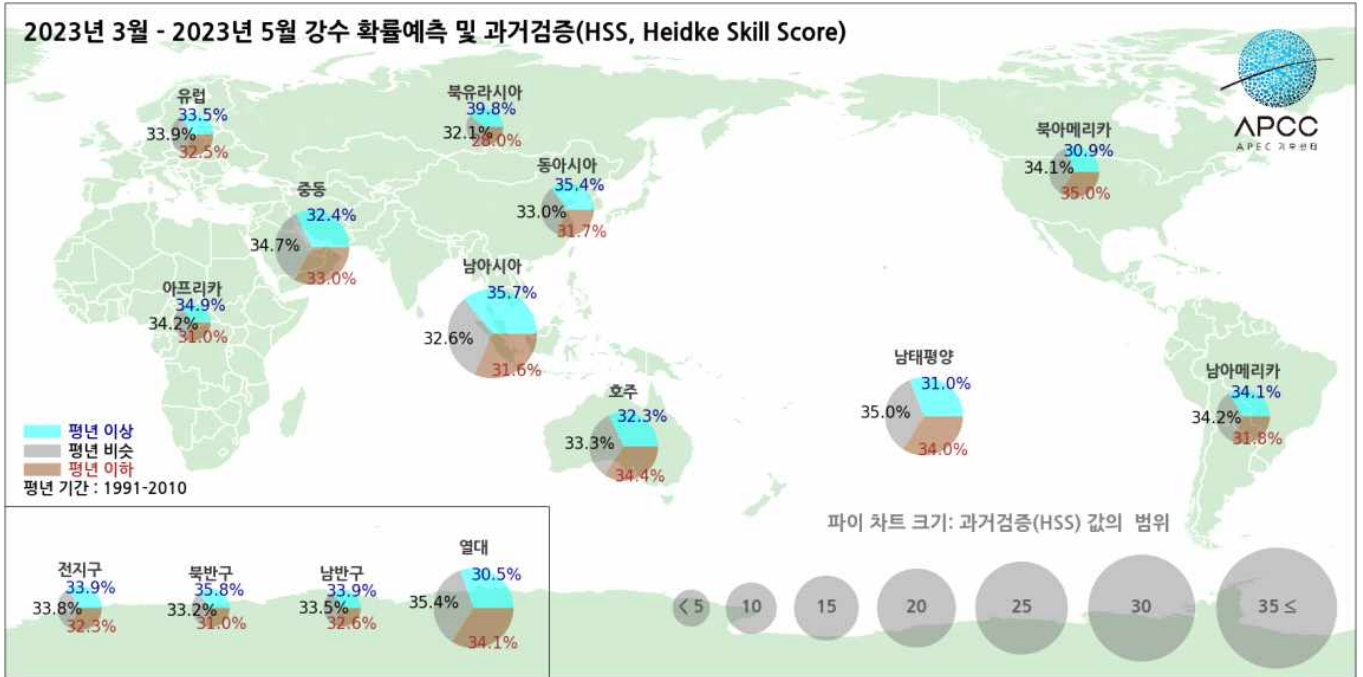 2023년 3월 - 2023년 5월 강수 확률예측 및 과거검증(HSS, Heidke Skill Score)
APCC
APEC 기후센터
유럽
33.5%
33.9%
32.5%
북유라시아
39.8%
32.1%
28.0%
북아메리카
30.9%
34.1%
35.0%
동아시아
35.4%
33.0%
31.7%
중동
32.4%
34.7%
33.0%
남아시아
35.7%
32.6%
31.6%
아프리카
34.9%
34.2%
31.0%
남태평양
31.0%
35.0%
34.0%
남아메리카
34.1%
34.2%
31.8%
호주
32.3%
33.3%
34.4%
평년 이상
평년 비슷
평년 이하
평년 기간 : 1991-2010
파이 차트 크기: 과거검증(HSS) 값의 범위
< 5 10 15 20 25 30 35 ≤
전지구
33.9%
33.8%
32.3%
북반구
35.8%
33.2%
31.0%
남반구
33.9%
33.5%
32.6%
열대
30.5%
35.4%
34.1%